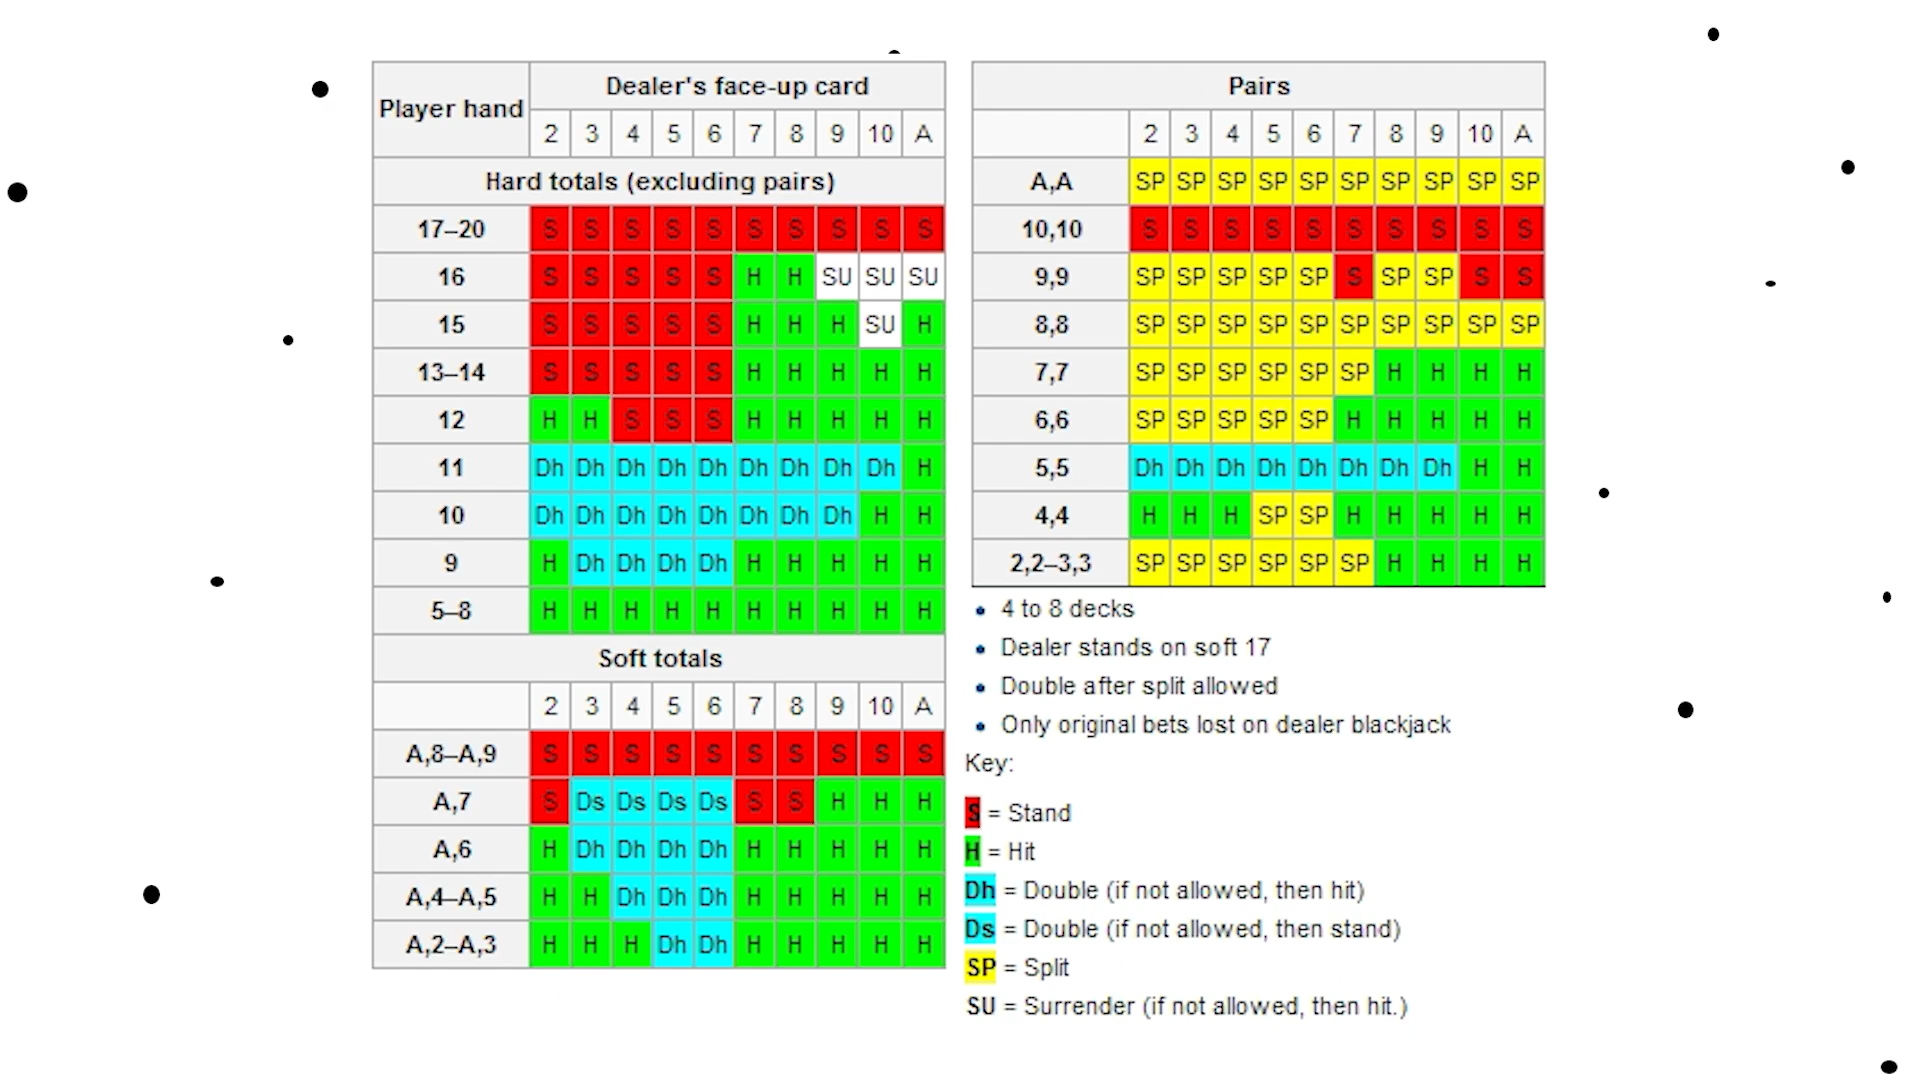 Player hand
Dealer's face-up card
2 3 4 5 6 7 8 9 10 A
Hard totals (excluding pairs)
17–20 S S S S S S S S S S
16 S S S S S H H SU SU SU
15 S S S S S H H H SU H
13–14 S S S S S H H H H H
12 H H S S S H H H H H
11 Dh Dh Dh Dh Dh Dh Dh Dh Dh H
10 Dh Dh Dh Dh Dh Dh Dh Dh H H
9 H Dh Dh Dh Dh H H H H H
5–8 H H H H H H H H H H
Soft totals
2 3 4 5 6 7 8 9 10 A
A,8–A,9 S S S S S S S S S S
A,7 S Ds Ds Ds Ds S S H H H
A,6 H Dh Dh Dh Dh H H H H H
A,4–A,5 H H Dh Dh Dh H H H H H
A,2–A,3 H H H Dh Dh H H H H H
Pairs
2 3 4 5 6 7 8 9 10 A
A,A SP SP SP SP SP SP SP SP SP SP
10,10 S S S S S S S S S S
9,9 SP SP SP SP SP S SP SP S S
8,8 SP SP SP SP SP SP SP SP SP SP
7,7 SP SP SP SP SP SP H H H H
6,6 SP SP SP SP SP H H H H H
5,5 Dh Dh Dh Dh Dh Dh Dh Dh H H
4,4 H H H SP SP H H H H H
2,2–3,3 SP SP SP SP SP SP H H H H
4 to 8 decks
Dealer stands on soft 17
Double after split allowed
Only original bets lost on dealer blackjack
Key:
S = Stand
H = Hit
Dh = Double (if not allowed, then hit)
Ds = Double (if not allowed, then stand)
SP = Split
SU = Surrender (if not allowed, then hit.)